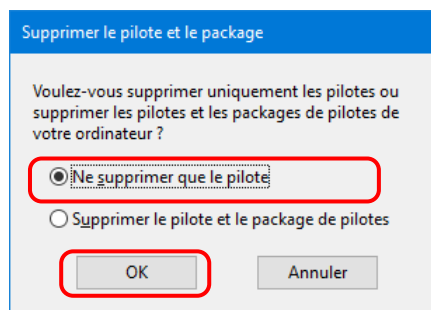 Supprimer le pilote et le package
Voulez-vous supprimer uniquement les pilotes ou
supprimer les pilotes et les packages de pilotes de
votre ordinateur ?
Ne supprimer que le pilote
Supprimer le pilote et le package de pilotes
OK
Annuler